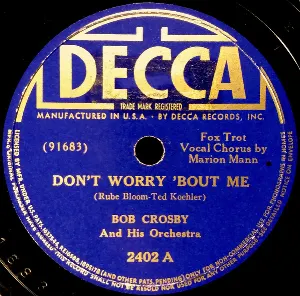 DECCA
TRADE MARK REGISTERED
MANUFACTURED IN U.S.A. - BY DECCA RECORDS, INC.
(91683)
Fox Trot
Vocal Chorus by
Marion Mann
DON'T WORRY 'BOUT ME
(Rube Bloom-Ted Koehler)
BOB CROSBY
And His Orchestra
2402 A